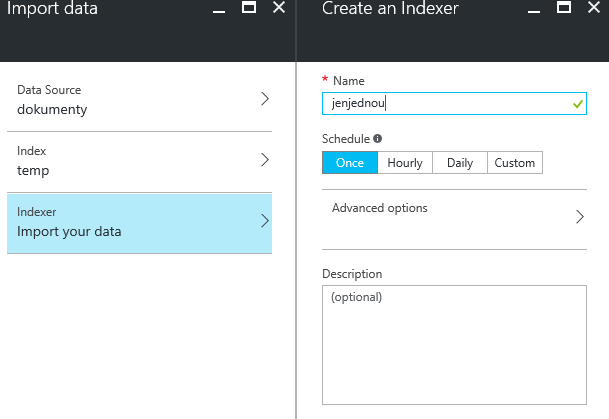 Import data
Data Source
dokumenty
Index
temp
Indexer
Import your data
Create an Indexer
* Name
jenjednou
Schedule
Once Hourly Daily Custom
Advanced options
Description
(optional)